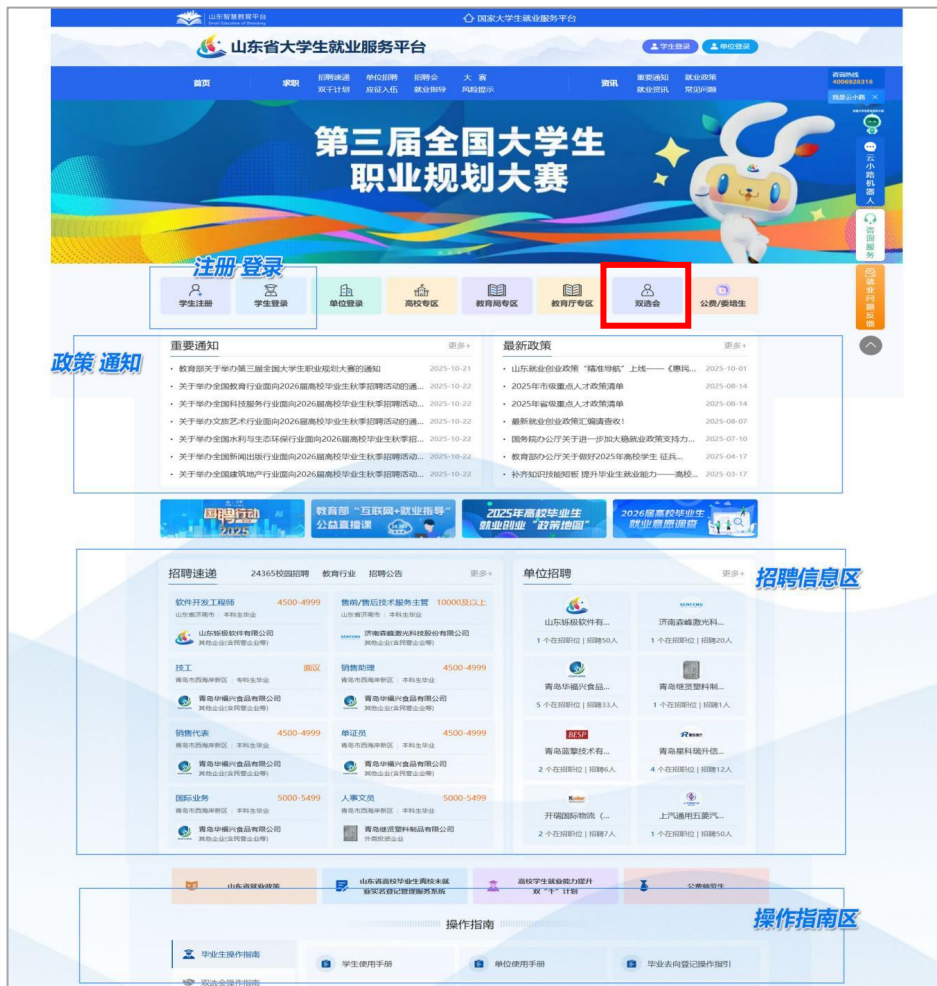 山东智慧教育平台
Smart Education of Shandong
国家大学生就业服务平台
山东省大学生就业服务平台
学生登录
单位登录
首页
求职
招聘速递 单位招聘 招聘会 大 赛
双千计划 应征入伍 就业指导 风险提示
资讯
重要通知 就业政策
就业资讯 常见问题
咨询热线
4006928318
我是云小路 ×
云小路机器人
咨询服务
就业问题反馈
第三届全国大学生
职业规划大赛
注册 登录
学生注册
学生登录
单位登录
高校专区
教育局专区
教育厅专区
双选会
公费/委培生
政策 通知
重要通知 更多+
· 教育部关于举办第三届全国大学生职业规划大赛的通知 2025-10-21
· 关于举办全国教育行业面向2026届高校毕业生秋季招聘活动的通... 2025-10-22
· 关于举办全国科技服务行业面向2026届高校毕业生秋季招聘活动... 2025-10-22
· 关于举办文旅艺术行业面向2026届高校毕业生秋季招聘活动的通... 2025-10-22
· 关于举办全国水利与生态环保行业面向2026届高校毕业生秋季招... 2025-10-22
· 关于举办全国新闻出版行业面向2026届高校毕业生秋季招聘活动... 2025-10-22
· 关于举办全国建筑地产行业面向2026届高校毕业生秋季招聘活动... 2025-10-22
最新政策 更多+
· 山东就业创业政策“精准导航”上线——《惠民... 2025-10-01
· 2025年市级重点人才政策清单 2025-08-14
· 2025年省级重点人才政策清单 2025-08-14
· 最新就业创业政策汇编请查收！ 2025-08-07
· 国务院办公厅关于进一步加大稳就业政策支持力... 2025-07-10
· 教育部办公厅关于做好2025年高校学生 征兵... 2025-04-17
· 补齐知识技能短板 提升毕业生就业能力——高校... 2025-03-17
国聘行动
2025
教育部“互联网+就业指导”
公益直播课
2025年高校毕业生
就业创业“政策地图”
2026届高校毕业生
就业意愿调查
招聘信息区
招聘速递 24365校园招聘 教育行业 招聘公告 更多+
软件开发工程师 4500-4999
山东省济南市 | 本科生毕业
山东铄极软件有限公司
其他企业(含民营企业等)
售前/售后技术服务主管 10000及以上
山东省济南市 | 本科生毕业
济南森峰激光科技股份有限公司
其他企业(含民营企业等)
技工 面议
青岛市西海岸新区 | 专科生毕业
青岛华福兴食品有限公司
其他企业(含民营企业等)
销售助理 4500-4999
青岛市西海岸新区 | 本科生毕业
青岛华福兴食品有限公司
其他企业(含民营企业等)
销售代表 4500-4999
青岛市西海岸新区 | 本科生毕业
青岛华福兴食品有限公司
其他企业(含民营企业等)
单证员 4500-4999
青岛市西海岸新区 | 本科生毕业
青岛华福兴食品有限公司
其他企业(含民营企业等)
国际业务 5000-5499
青岛市西海岸新区 | 本科生毕业
青岛华福兴食品有限公司
其他企业(含民营企业等)
人事文员 5000-5499
青岛市西海岸新区 | 本科生毕业
青岛继贤塑料制品有限公司
外商投资企业
单位招聘 更多+
山东铄极软件有...
1 个在招职位 | 招聘50人
济南森峰激光科...
1 个在招职位 | 招聘20人
青岛华福兴食品...
5 个在招职位 | 招聘33人
青岛继贤塑料制...
1 个在招职位 | 招聘1人
BESP
青岛蓝擎技术有...
2 个在招职位 | 招聘6人
青岛星科瑞升信...
4 个在招职位 | 招聘12人
开瑞国际物流（...
2 个在招职位 | 招聘7人
上汽通用五菱汽...
1 个在招职位 | 招聘50人
山东省就业政策
山东省高校毕业生离校未就
业实名登记管理服务系统
高校学生就业能力提升
双“千”计划
公费师范生
操作指南区
操作指南
毕业生操作指南
双选会操作指南
学生使用手册
单位使用手册
毕业去向登记操作指引